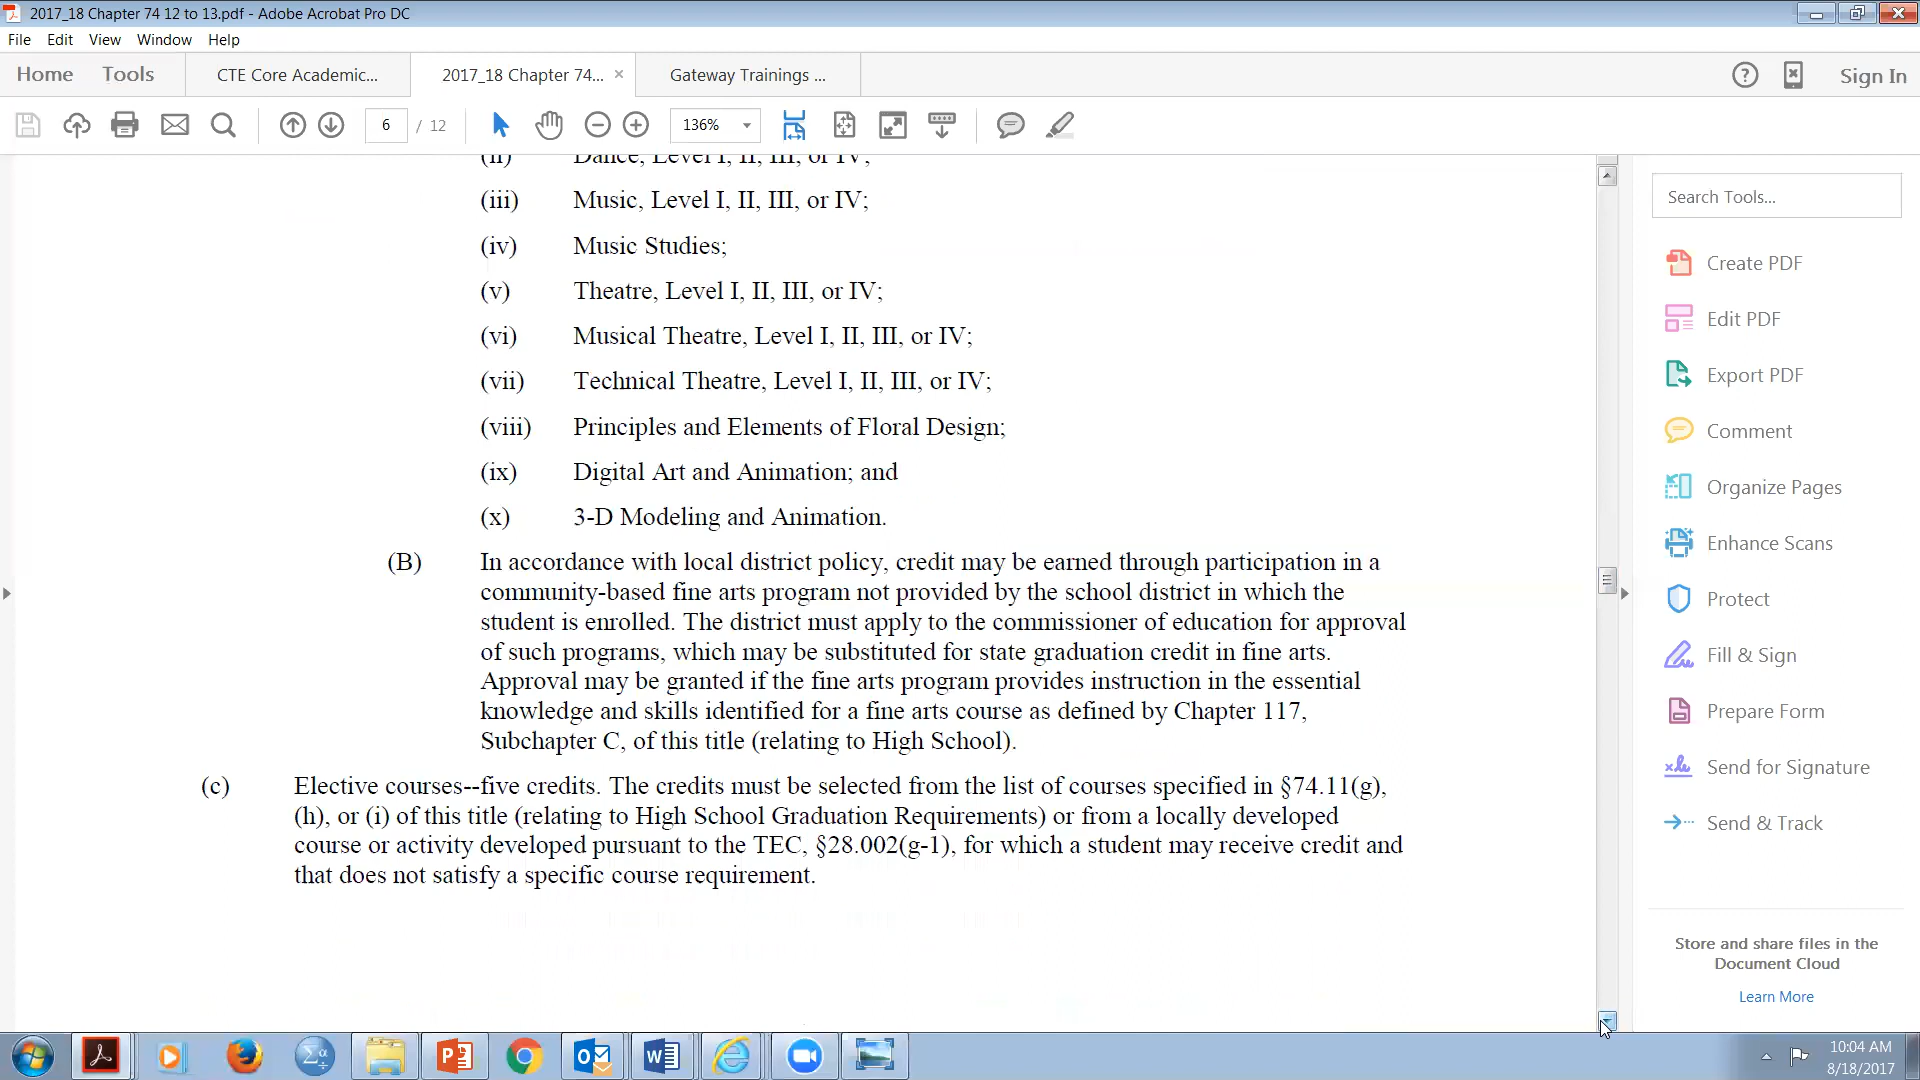 2017_18 Chapter 74 12 to 13.pdf - Adobe Acrobat Pro DC
File Edit View Window Help
Home Tools CTE Core Academic... 2017_18 Chapter 74... × Gateway Trainings ... Sign In
6 / 12 136%
(ii) Dance, Level I, II, III, or IV;
(iii) Music, Level I, II, III, or IV;
(iv) Music Studies;
(v) Theatre, Level I, II, III, or IV;
(vi) Musical Theatre, Level I, II, III, or IV;
(vii) Technical Theatre, Level I, II, III, or IV;
(viii) Principles and Elements of Floral Design;
(ix) Digital Art and Animation; and
(x) 3-D Modeling and Animation.
(B) In accordance with local district policy, credit may be earned through participation in a
community-based fine arts program not provided by the school district in which the
student is enrolled. The district must apply to the commissioner of education for approval
of such programs, which may be substituted for state graduation credit in fine arts.
Approval may be granted if the fine arts program provides instruction in the essential
knowledge and skills identified for a fine arts course as defined by Chapter 117,
Subchapter C, of this title (relating to High School).
(c) Elective courses--five credits. The credits must be selected from the list of courses specified in §74.11(g),
(h), or (i) of this title (relating to High School Graduation Requirements) or from a locally developed
course or activity developed pursuant to the TEC, §28.002(g-1), for which a student may receive credit and
that does not satisfy a specific course requirement.
Search Tools...
Create PDF
Edit PDF
Export PDF
Comment
Organize Pages
Enhance Scans
Protect
Fill & Sign
Prepare Form
Send for Signature
Send & Track
Store and share files in the
Document Cloud
Learn More
10:04 AM
8/18/2017